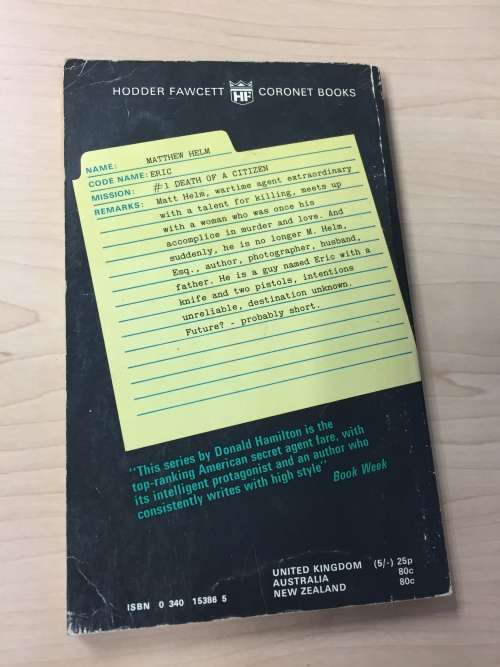 HODDER FAWCETT HF CORONET BOOKS
NAME: MATTHEW HELM
CODE NAME: ERIC
MISSION: #1 DEATH OF A CITIZEN
REMARKS: Matt Helm, wartime agent extraordinary
with a talent for killing, meets up
with a woman who was once his
accomplice in murder and love. And
suddenly, he is no longer M. Helm,
Esq., author, photographer, husband,
father. He is a guy named Eric with a
knife and two pistols, intentions
unreliable, destination unknown.
Future? - probably short.
"This series by Donald Hamilton is the
top-ranking American secret agent fare, with
its intelligent protagonist and an author who
consistently writes with high style"
Book Week
UNITED KINGDOM (5/-) 25p
AUSTRALIA 80c
NEW ZEALAND 80c
ISBN 0 340 15386 5